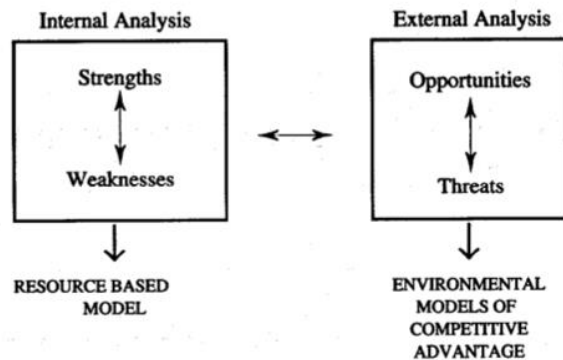 Internal Analysis
Strengths
Weaknesses
RESOURCE BASED
MODEL
External Analysis
Opportunities
Threats
ENVIRONMENTAL
MODELS OF
COMPETITIVE
ADVANTAGE